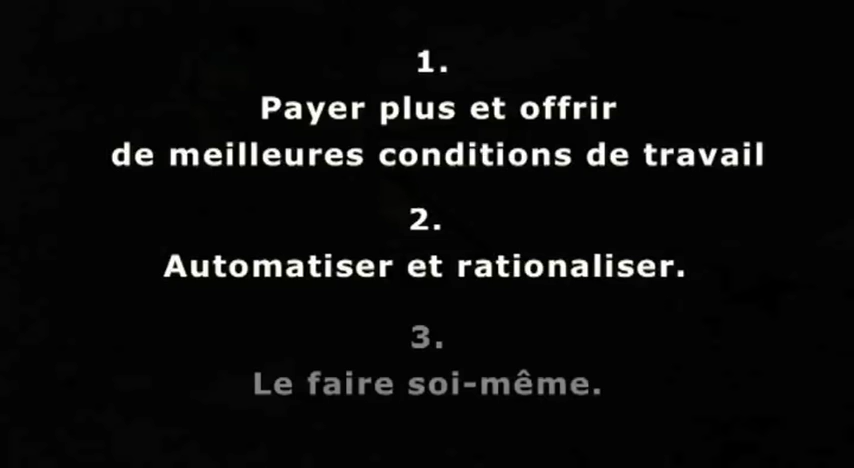 1.
Payer plus et offrir
de meilleures conditions de travail
2.
Automatiser et rationaliser.
3.
Le faire soi-même.